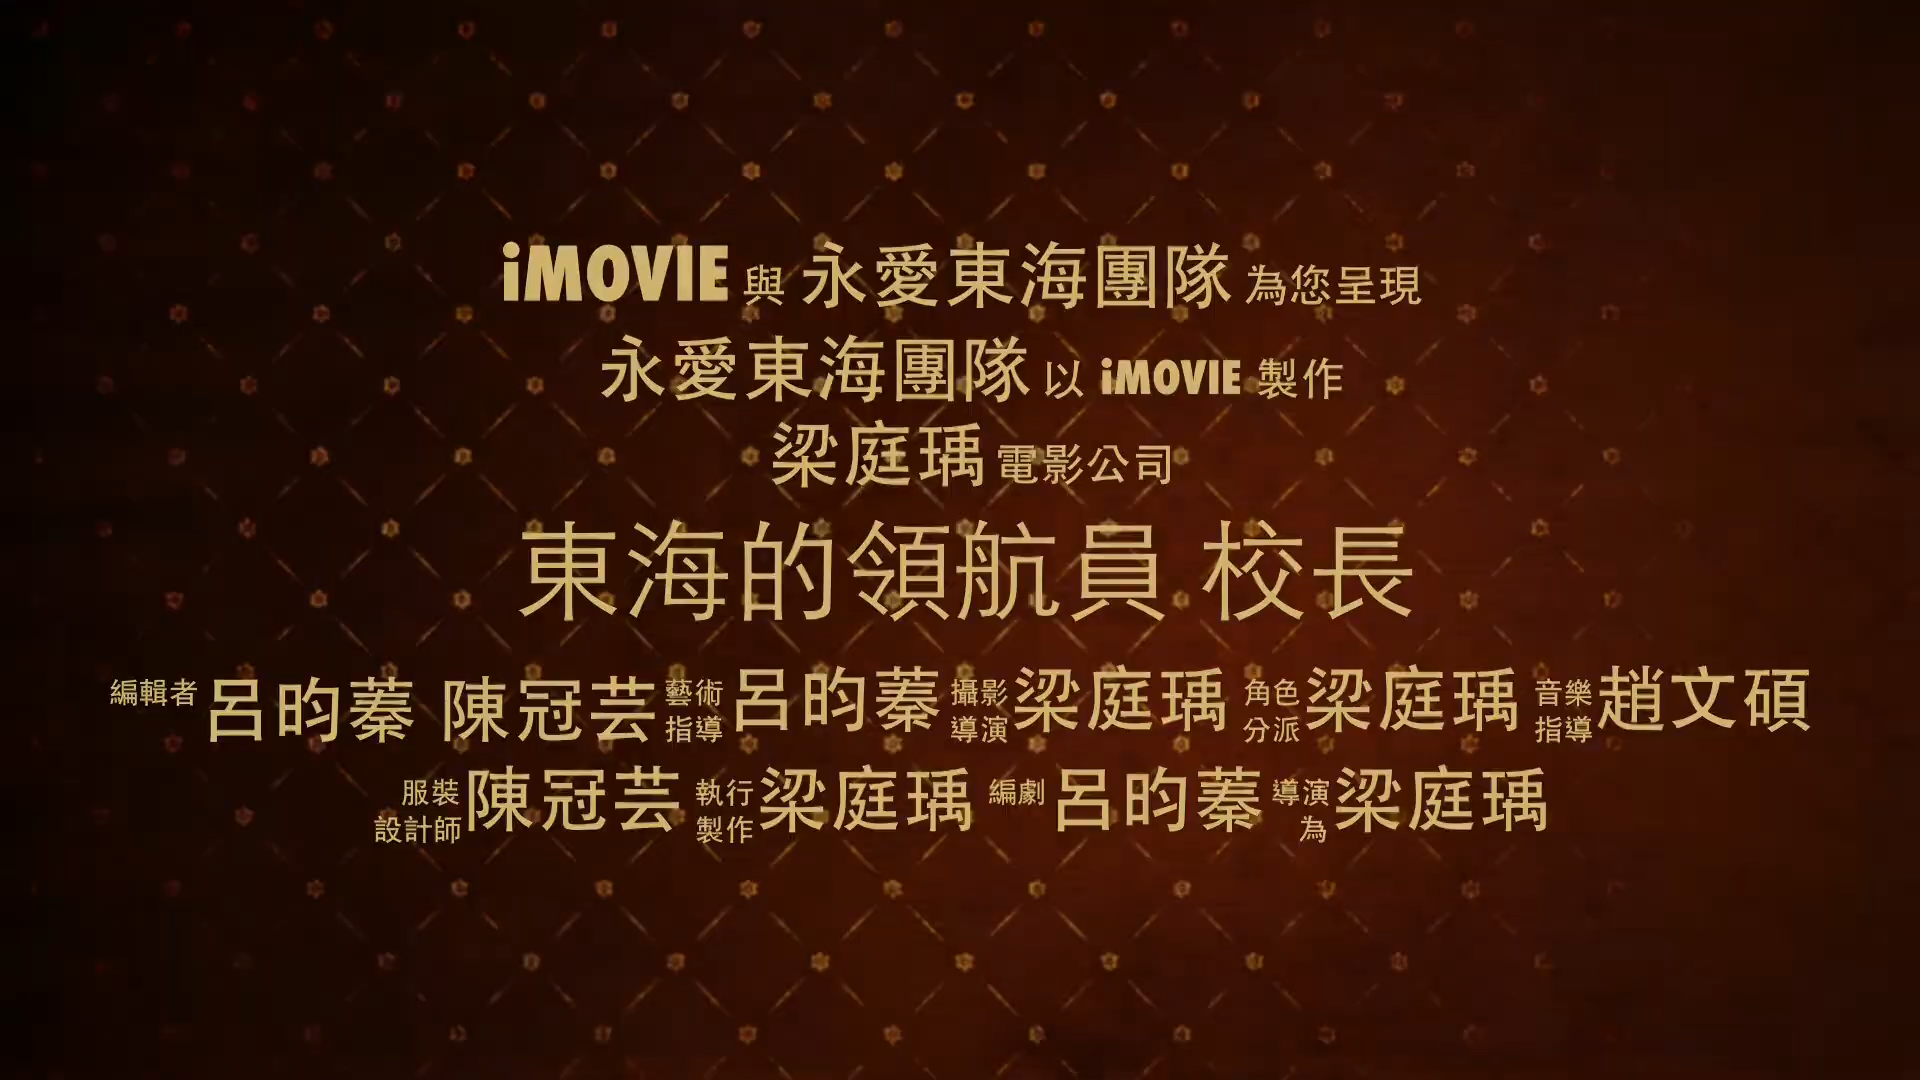 iMOVIE 與 永愛東海團隊 為您呈現
永愛東海團隊 以 iMOVIE 製作
梁庭瑀 電影公司
東海的領航員 校長
編輯者 呂昀蓁 陳冠芸 藝術指導 呂昀蓁 攝影導演 梁庭瑀 角色分派 梁庭瑀 音樂指導 趙文碩
服裝設計師 陳冠芸 執行製作 梁庭瑀 編劇 呂昀蓁 導演為 梁庭瑀